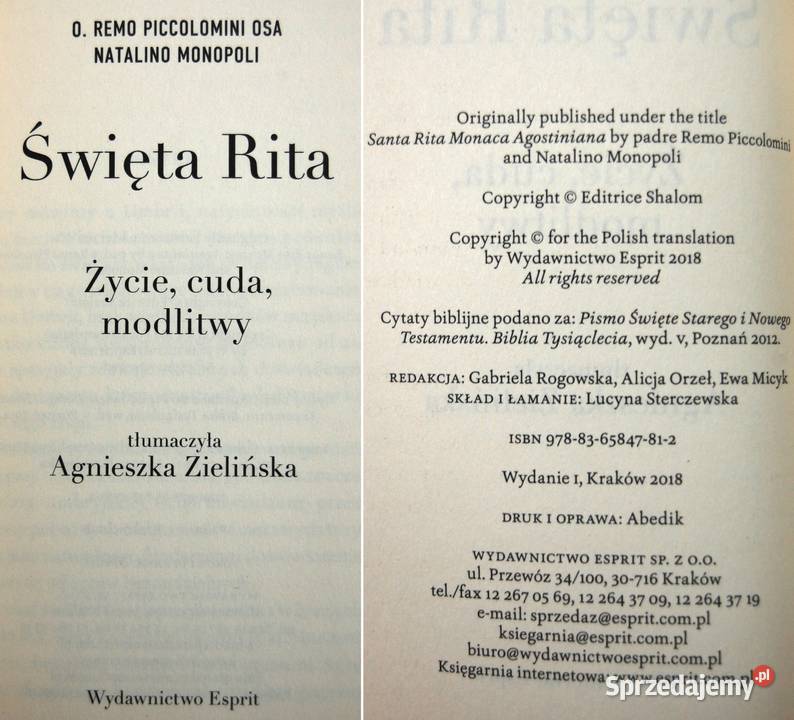 O. REMO PICCOLOMINI OSA
NATALINO MONOPOLI
Święta Rita
Życie, cuda,
modlitwy
tłumaczyła
Agnieszka Zielińska
Wydawnictwo Esprit
Originally published under the title
Santa Rita Monaca Agostiniana by padre Remo Piccolomini
and Natalino Monopoli
Copyright © Editrice Shalom
Copyright © for the Polish translation
by Wydawnictwo Esprit 2018
All rights reserved
Cytaty biblijne podano za: Pismo Święte Starego i Nowego
Testamentu. Biblia Tysiąclecia, wyd. V, Poznań 2012.
REDAKCJA: Gabriela Rogowska, Alicja Orzeł, Ewa Micyk
SKŁAD I ŁAMANIE: Lucyna Sterczewska
ISBN 978-83-65847-81-2
Wydanie I, Kraków 2018
DRUK I OPRAWA: Abedik
WYDAWNICTWO ESPRIT SP. Z O.O.
ul. Przewóz 34/100, 30-716 Kraków
tel./fax 12 267 05 69, 12 264 37 09, 12 264 37 19
e-mail: sprzedaz@esprit.com.pl
ksiegarnia@esprit.com.pl
biuro@wydawnictwoesprit.com.pl
Księgarnia internetowa: www.esprit.com.pl
Sprzedajemy.pl